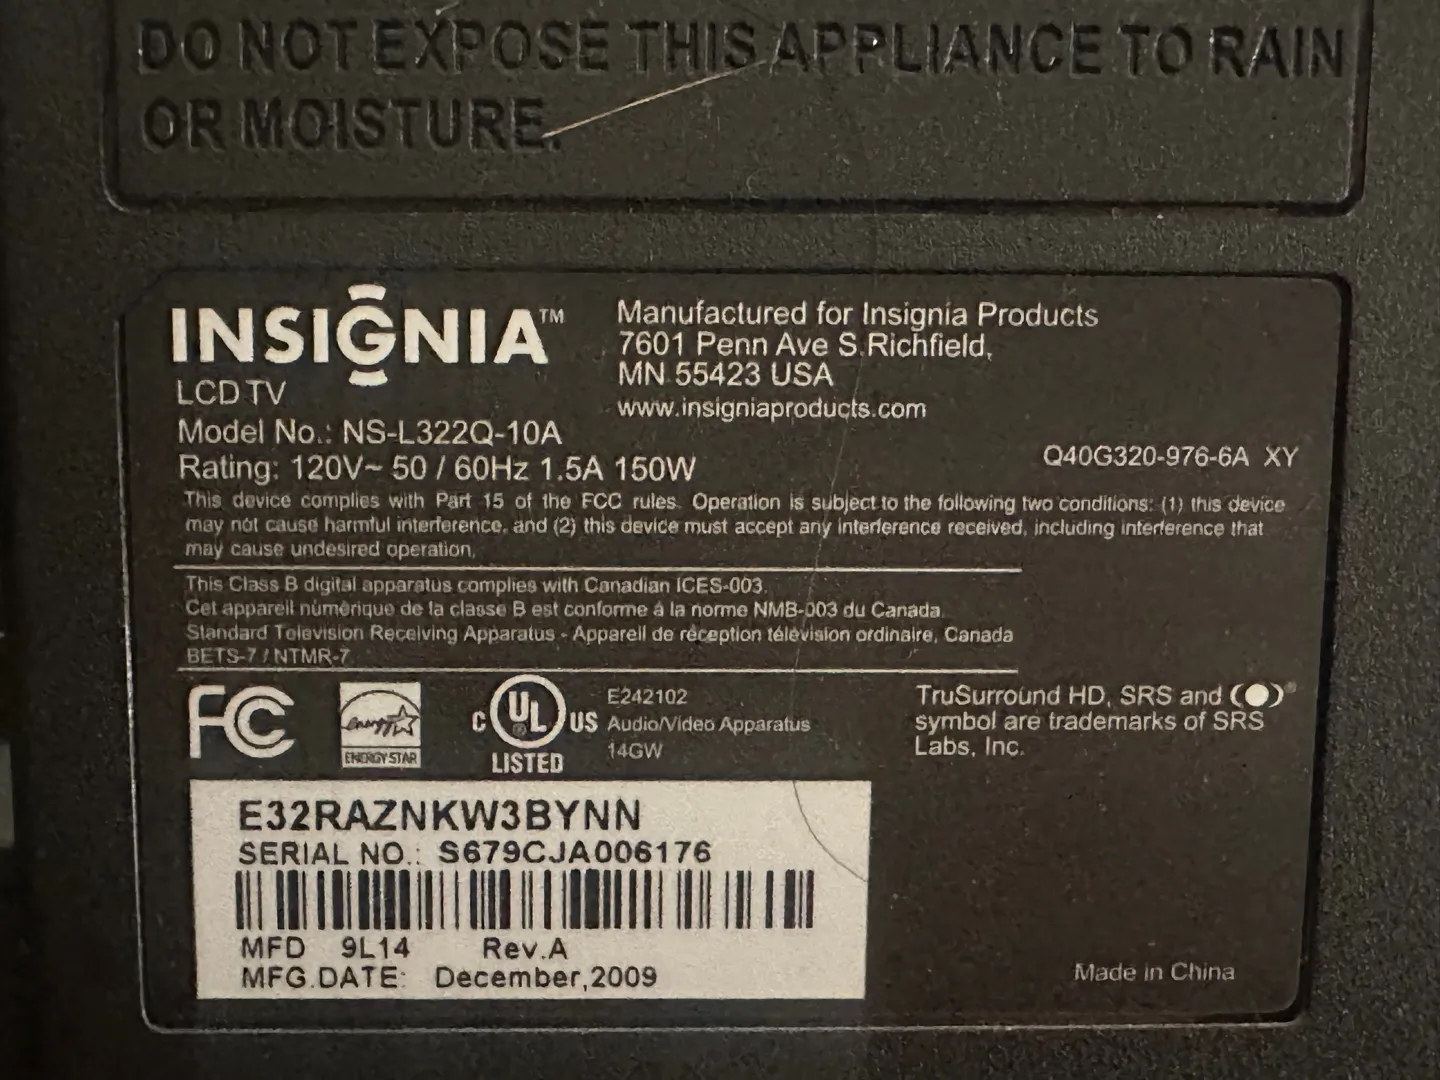 DO NOT EXPOSE THIS APPLIANCE TO RAIN
OR MOISTURE.
INSIGNIA™
LCD TV
Model No.: NS-L322Q-10A
Rating: 120V~ 50 / 60Hz 1.5A 150W
Manufactured for Insignia Products
7601 Penn Ave S.Richfield,
MN 55423 USA
www.insigniaproducts.com
Q40G320-976-6A XY
This device complies with Part 15 of the FCC rules. Operation is subject to the following two conditions: (1) this device
may not cause harmful interference, and (2) this device must accept any interference received, including interference that
may cause undesired operation.
This Class B digital apparatus complies with Canadian ICES-003.
Cet appareil numérique de la classe B est conforme à la norme NMB-003 du Canada.
Standard Television Receiving Apparatus - Appareil de réception télévision ordinaire, Canada
BETS-7 / NTMR-7
FC
energy
ENERGY STAR
C UL® US
LISTED
E242102
Audio/Video Apparatus
14GW
TruSurround HD, SRS and (●)®
symbol are trademarks of SRS
Labs, Inc.
E32RAZNKW3BYNN
SERIAL NO.: S679CJA006176
MFD 9L14 Rev.A
MFG.DATE: December,2009
Made in China